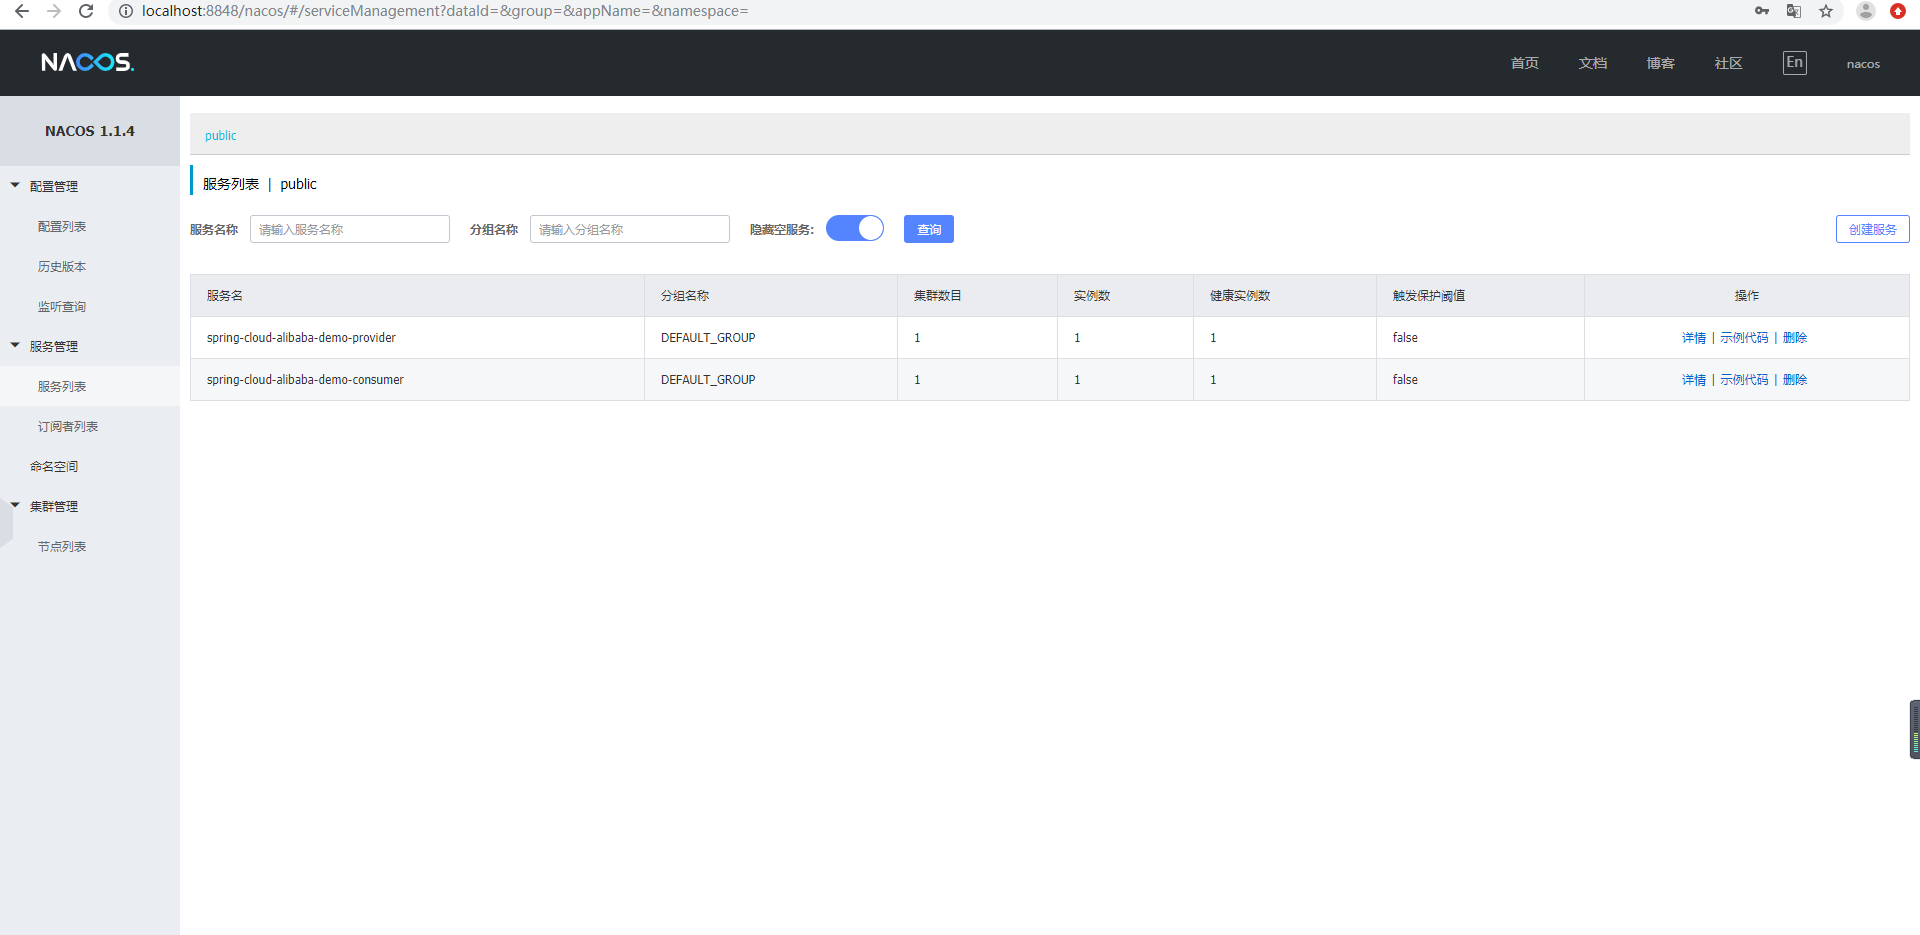 localhost:8848/nacos/#/serviceManagement?dataId=&group=&appName=&namespace=
NACOS.
首页 文档 博客 社区 En nacos
NACOS 1.1.4
配置管理
配置列表
历史版本
监听查询
服务管理
服务列表
订阅者列表
命名空间
集群管理
节点列表
public
服务列表 | public
服务名称 请输入服务名称 分组名称 请输入分组名称 隐藏空服务: 查询 创建服务
服务名 分组名称 集群数目 实例数 健康实例数 触发保护阈值 操作
spring-cloud-alibaba-demo-provider DEFAULT_GROUP 1 1 1 false 详情 | 示例代码 | 删除
spring-cloud-alibaba-demo-consumer DEFAULT_GROUP 1 1 1 false 详情 | 示例代码 | 删除